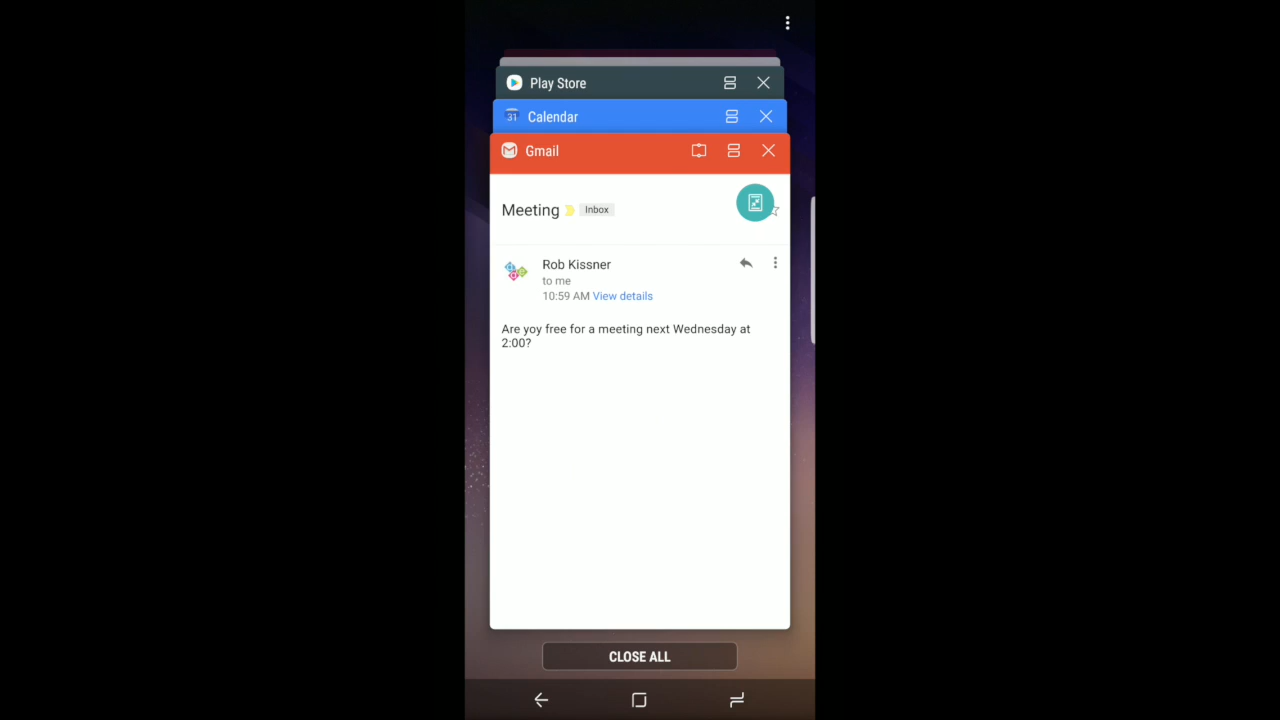 Play Store
31 Calendar
Gmail
Meeting Inbox
Rob Kissner
to me
10:59 AM View details
Are yoy free for a meeting next Wednesday at
2:00?
CLOSE ALL